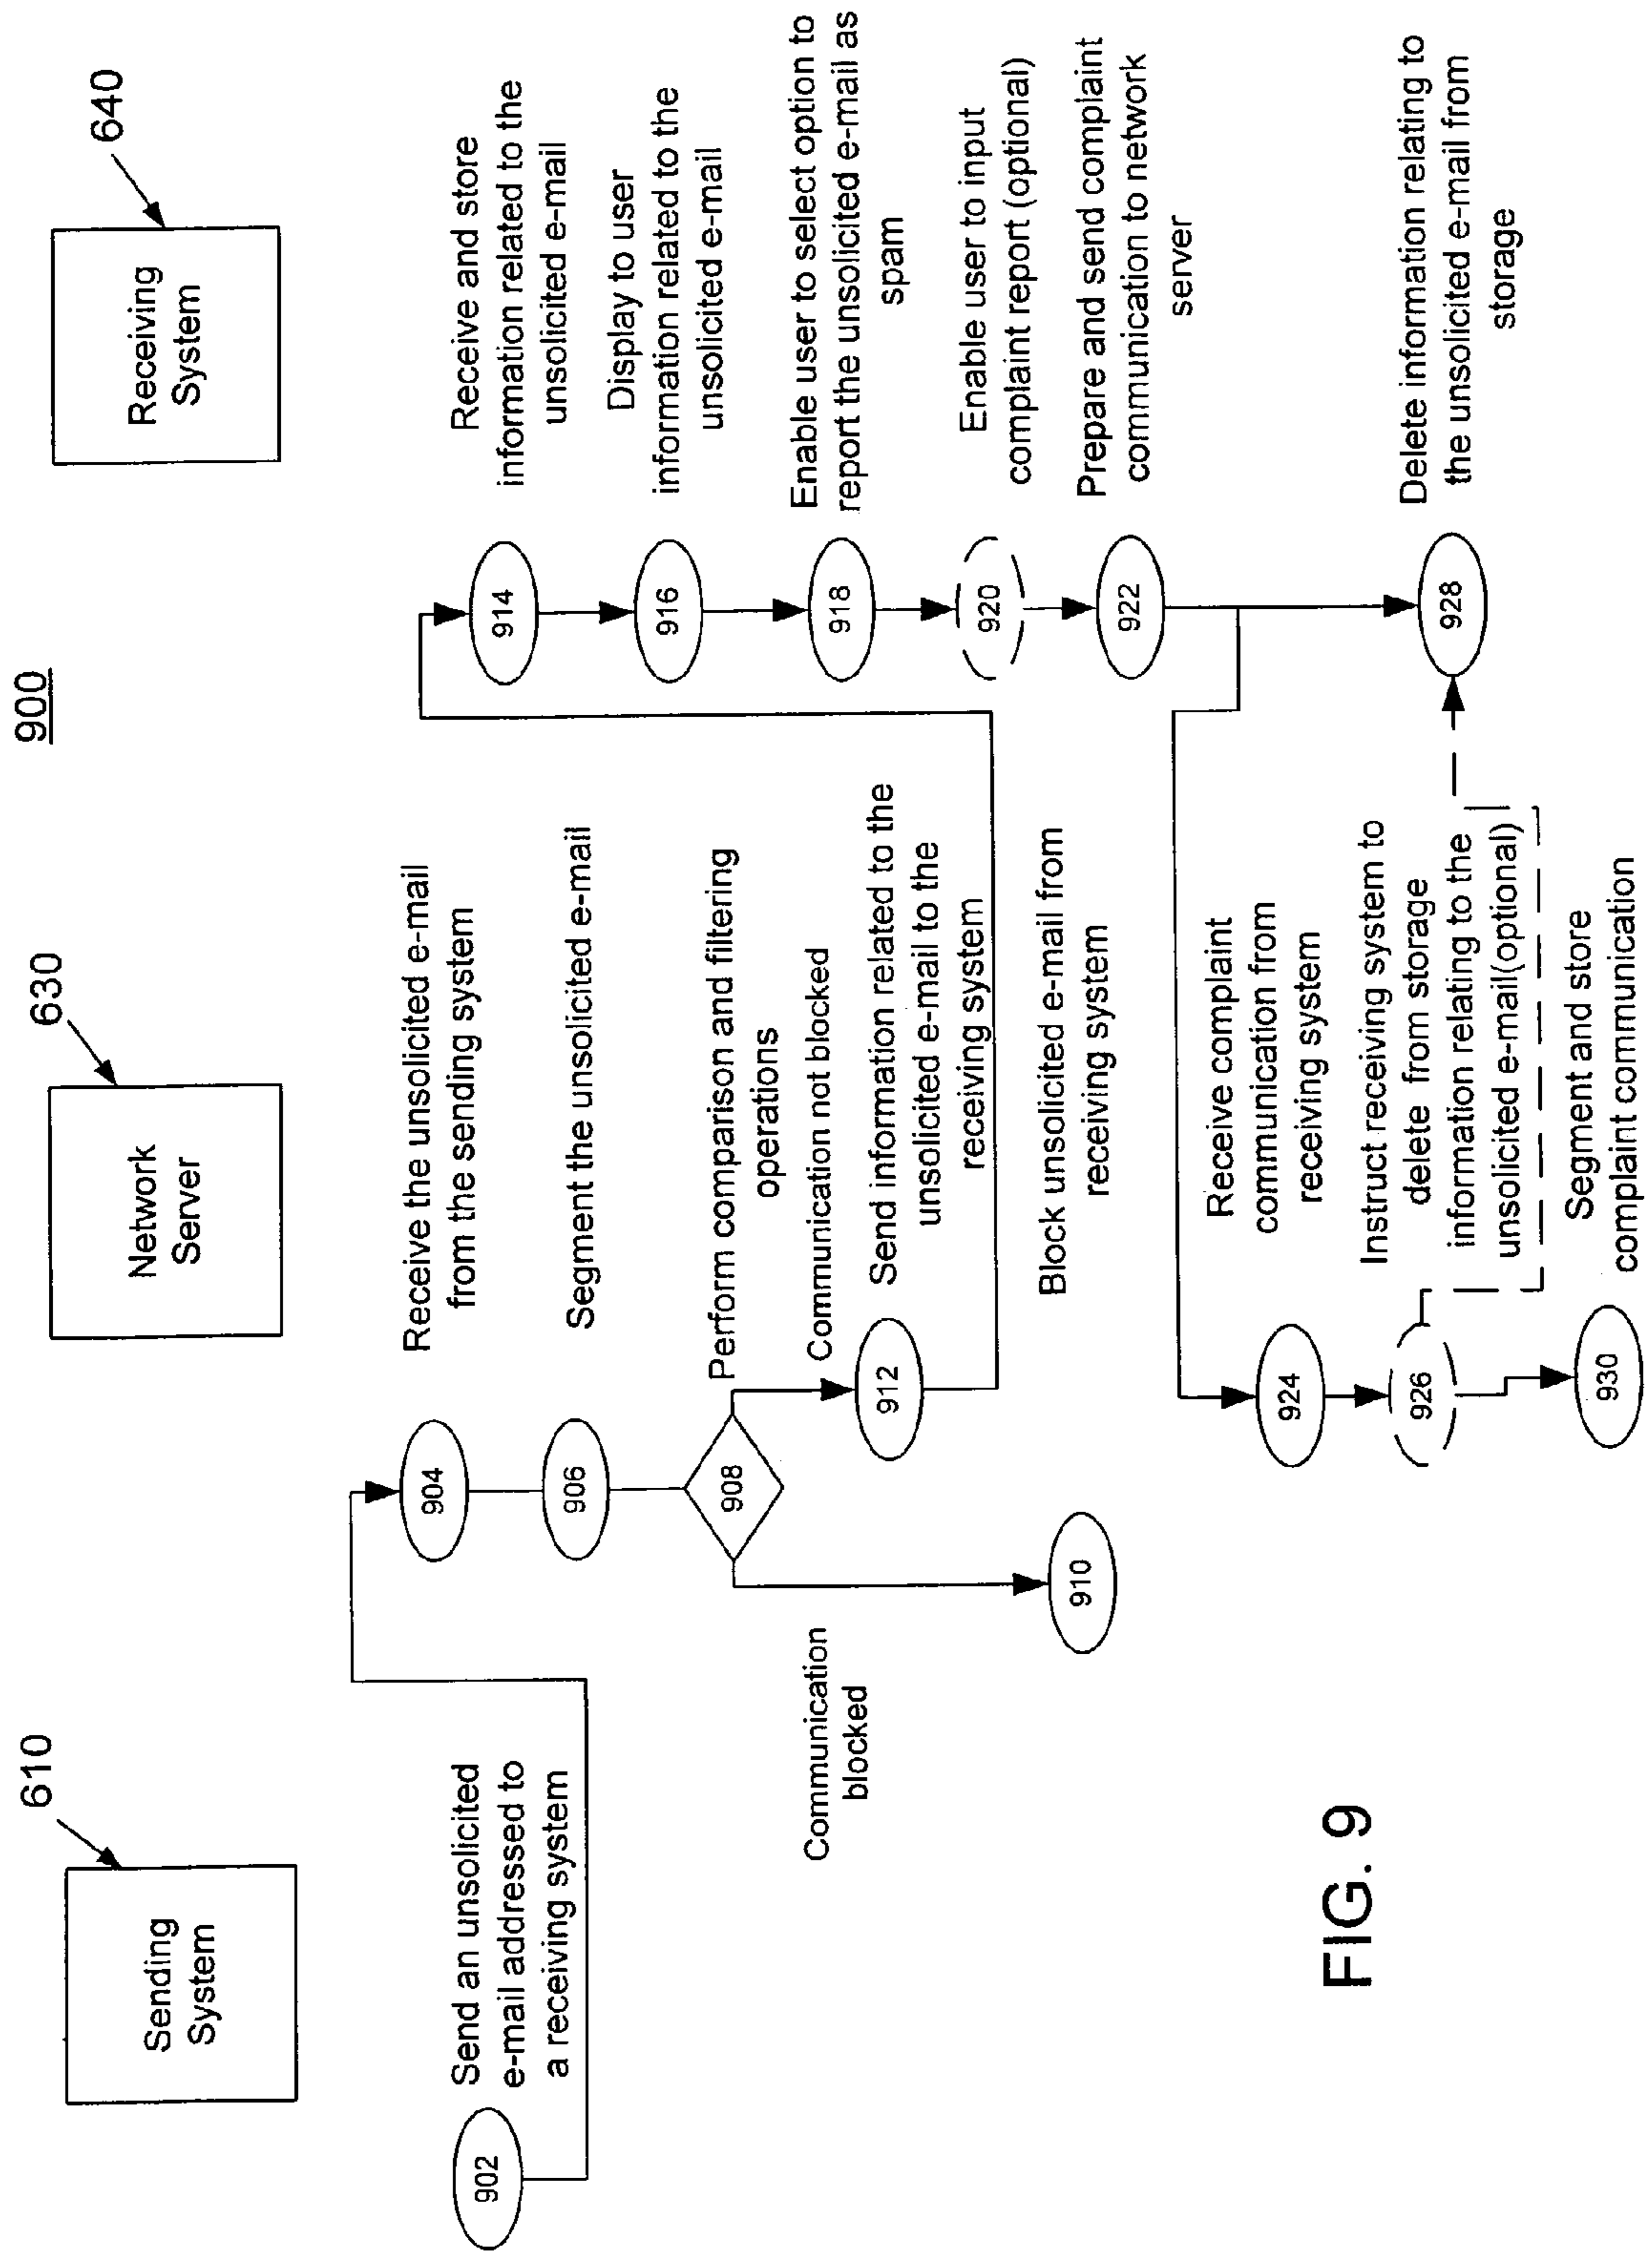 900
610
630
640
Sending
System
Network
Server
Receiving
System
902
Send an unsolicited
e-mail addressed to
a receiving system
904
Receive the unsolicited e-mail
from the sending system
906
Segment the unsolicited e-mail
908
Perform comparison and filtering
operations
Communication
blocked
Communication not blocked
912
Send information related to the
unsolicited e-mail to the
receiving system
910
Block unsolicited e-mail from
receiving system
914
Receive and store
information related to the
unsolicited e-mail
916
Display to user
information related to the
unsolicited e-mail
918
Enable user to select option to
report the unsolicited e-mail as
spam
920
Enable user to input
complaint report (optional)
922
Prepare and send complaint
communication to network
server
924
Receive complaint
communication from
receiving system
926
Instruct receiving system to
delete from storage
information relating to the
unsolicited e-mail(optional)
928
Delete information relating to
the unsolicited e-mail from
storage
930
Segment and store
complaint communication
FIG. 9